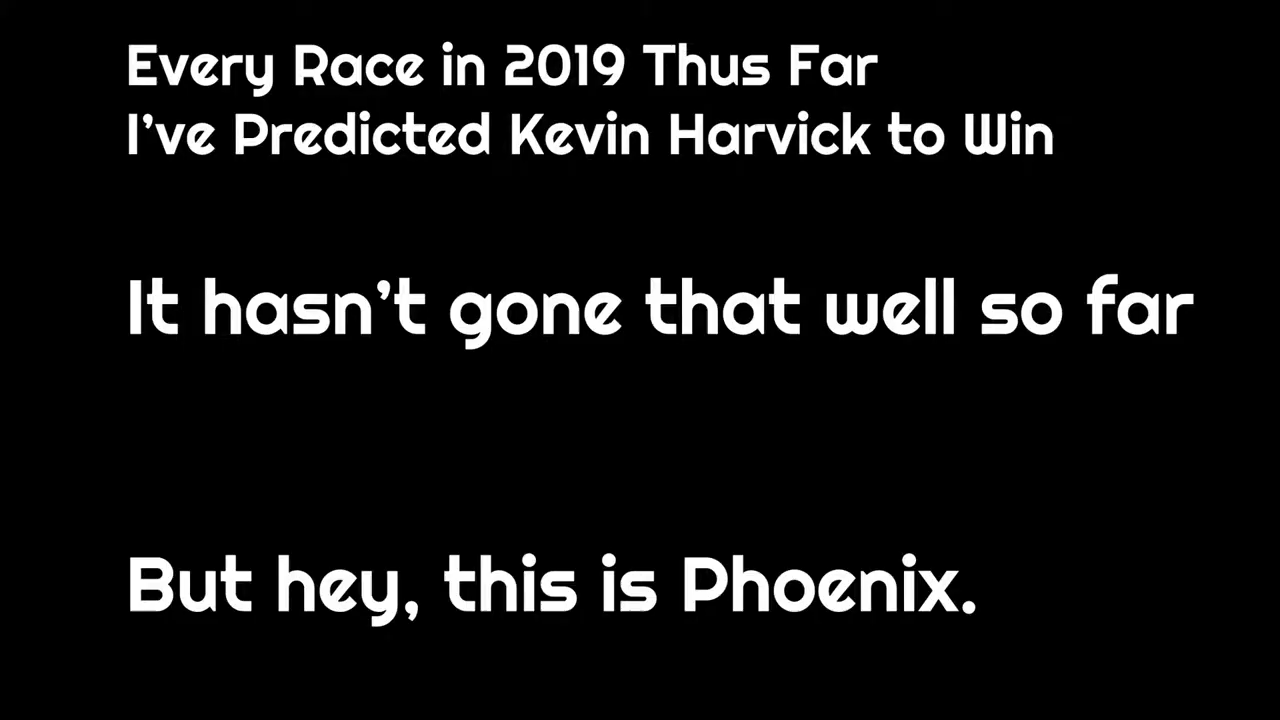 Every Race in 2019 Thus Far
I've Predicted Kevin Harvick to Win
It hasn't gone that well so far
But hey, this is Phoenix.